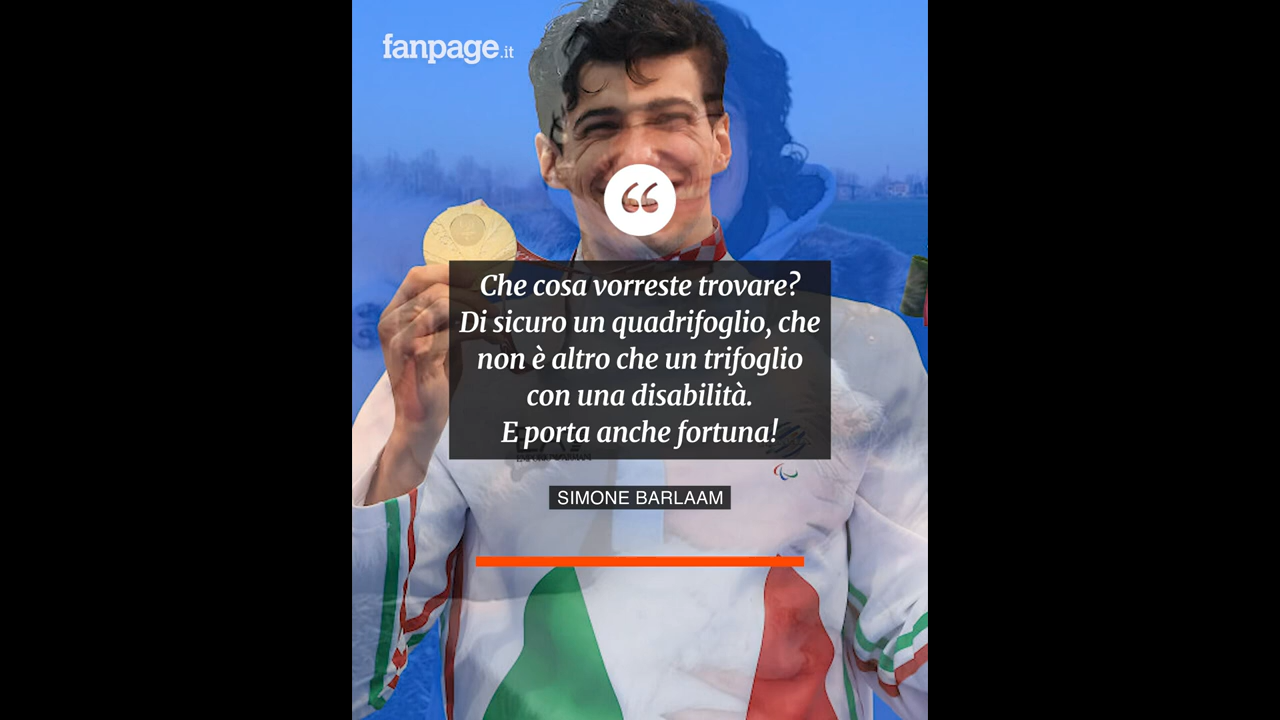 fanpage.it
Che cosa vorreste trovare?
Di sicuro un quadrifoglio, che
non è altro che un trifoglio
con una disabilità.
E porta anche fortuna!
SIMONE BARLAAM